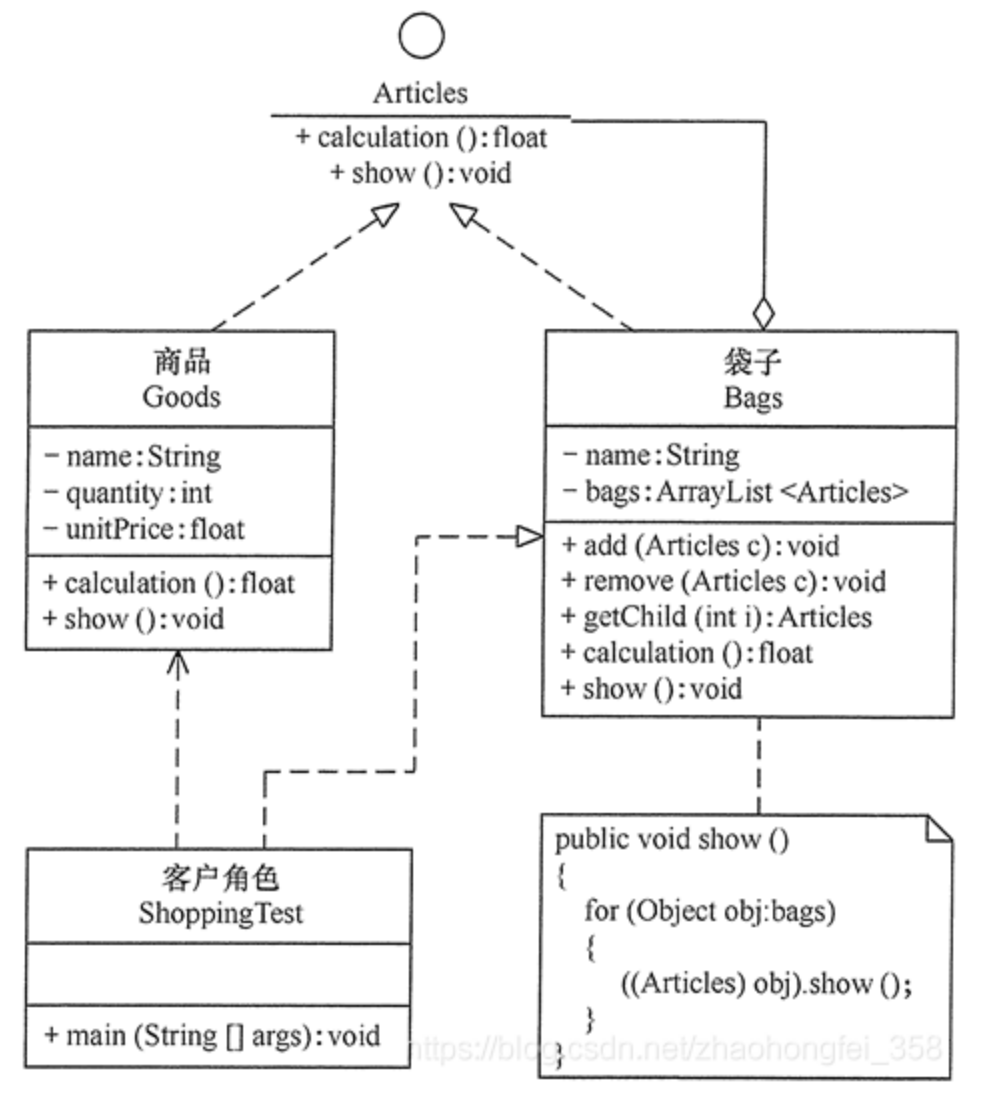 Articles
+ calculation ():float
+ show ():void
商品
Goods
- name:String
- quantity:int
- unitPrice:float
+ calculation ():float
+ show ():void
袋子
Bags
- name:String
- bags:ArrayList <Articles>
+ add (Articles c):void
+ remove (Articles c):void
+ getChild (int i):Articles
+ calculation ():float
+ show ():void
客户角色
ShoppingTest
+ main (String [] args):void
public void show ()
{
for (Object obj:bags)
{
((Articles) obj).show ();
}
}
https://blog.csdn.net/zhaohongfei_358